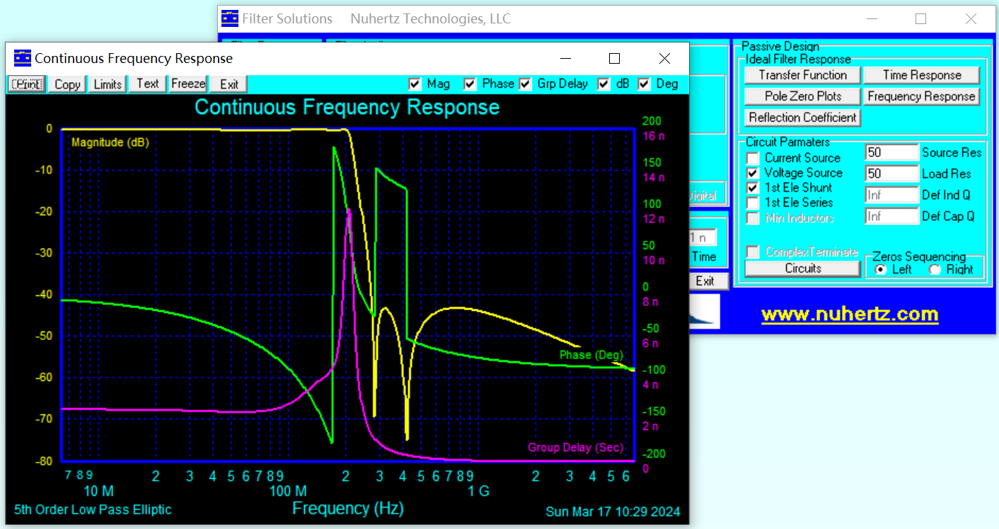 Filter Solutions Nuhertz Technologies, LLC
Continuous Frequency Response
Print Copy Limits Text Freeze Exit Mag Phase Grp Delay dB Deg
Continuous Frequency Response
Magnitude (dB)
0
-10
-20
-30
-40
-50
-60
-70
-80
200
16 n
150
14 n
100
12 n
50
10 n
0
8 n
-50
6 n
-100
4 n
-150
2 n
-200
0
Phase (Deg)
Group Delay (Sec)
7 8 9 2 3 4 5 6 7 8 9 2 3 4 5 6 7 8 9 2 3 4 5 6
10 M 100 M 1 G
5th Order Low Pass Elliptic Frequency (Hz) Sun Mar 17 10:29 2024
1 n
Time
Exit
Passive Design
Ideal Filter Response
Transfer Function Time Response
Pole Zero Plots Frequency Response
Reflection Coefficient
Circuit Parmaters
Current Source 50 Source Res
Voltage Source 50 Load Res
1st Ele Shunt Inf Def Ind Q
1st Ele Series Inf Def Cap Q
Min Inductors
ComplexTerminate Zeros Sequencing
Circuits Left Right
www.nuhertz.com